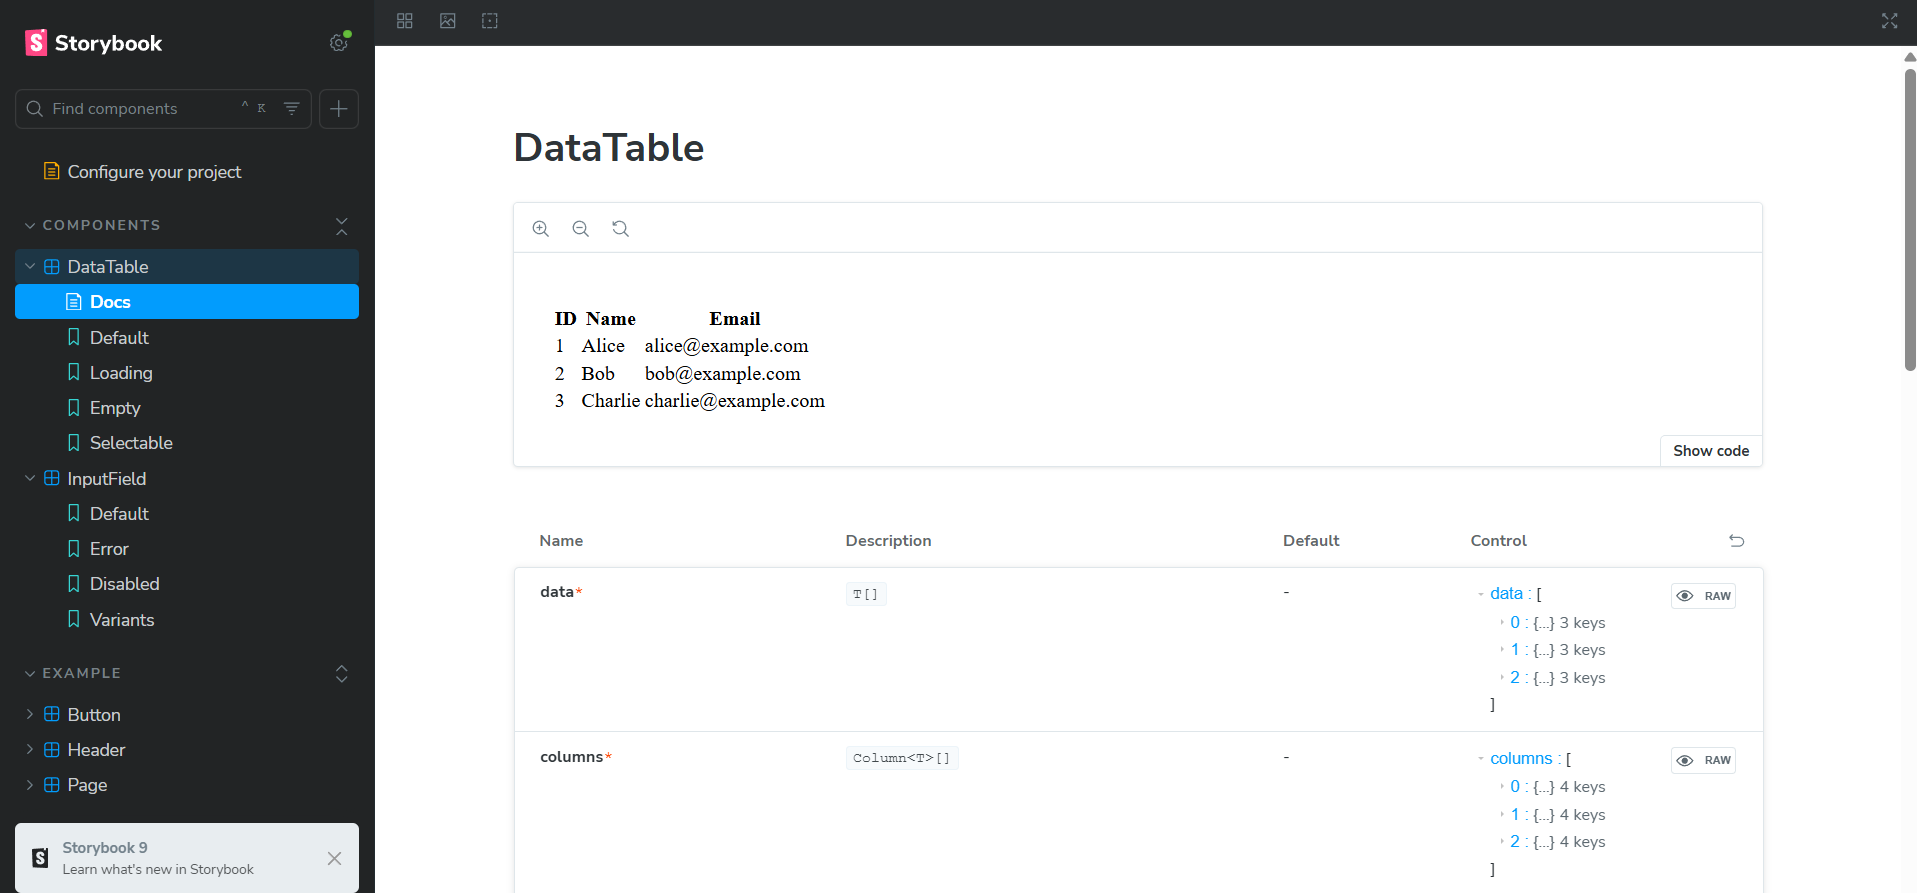 Storybook
Find components
^ K
Configure your project
COMPONENTS
DataTable
Docs
Default
Loading
Empty
Selectable
InputField
Default
Error
Disabled
Variants
EXAMPLE
Button
Header
Page
Storybook 9
Learn what's new in Storybook
DataTable
ID Name Email
1 Alice alice@example.com
2 Bob bob@example.com
3 Charlie charlie@example.com
Show code
Name Description Default Control
data* T[] - data : [ RAW
0 : {...} 3 keys
1 : {...} 3 keys
2 : {...} 3 keys
]
columns* Column<T>[] - columns : [ RAW
0 : {...} 4 keys
1 : {...} 4 keys
2 : {...} 4 keys
]